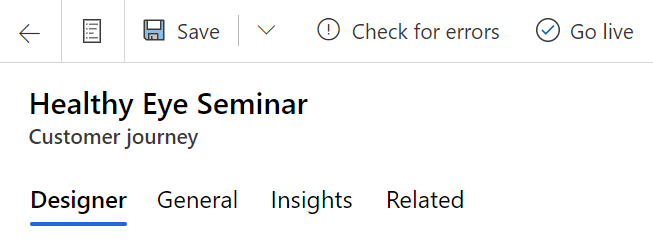 Save Check for errors Go live
Healthy Eye Seminar
Customer journey
Designer General Insights Related